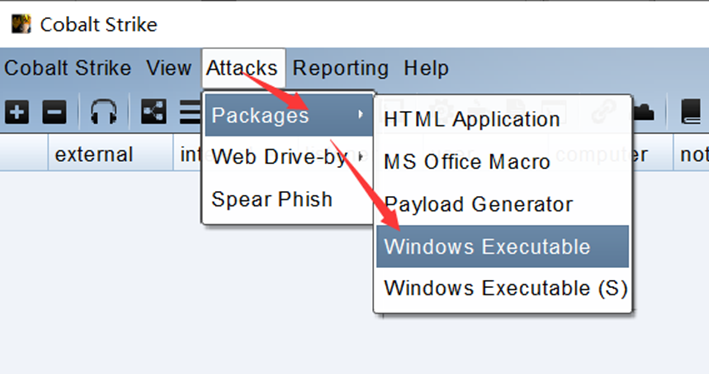 Cobalt Strike
Cobalt Strike View Attacks Reporting Help
Packages
HTML Application
external
Web Drive-by
MS Office Macro
computer
not
Spear Phish
Payload Generator
Windows Executable
Windows Executable (S)